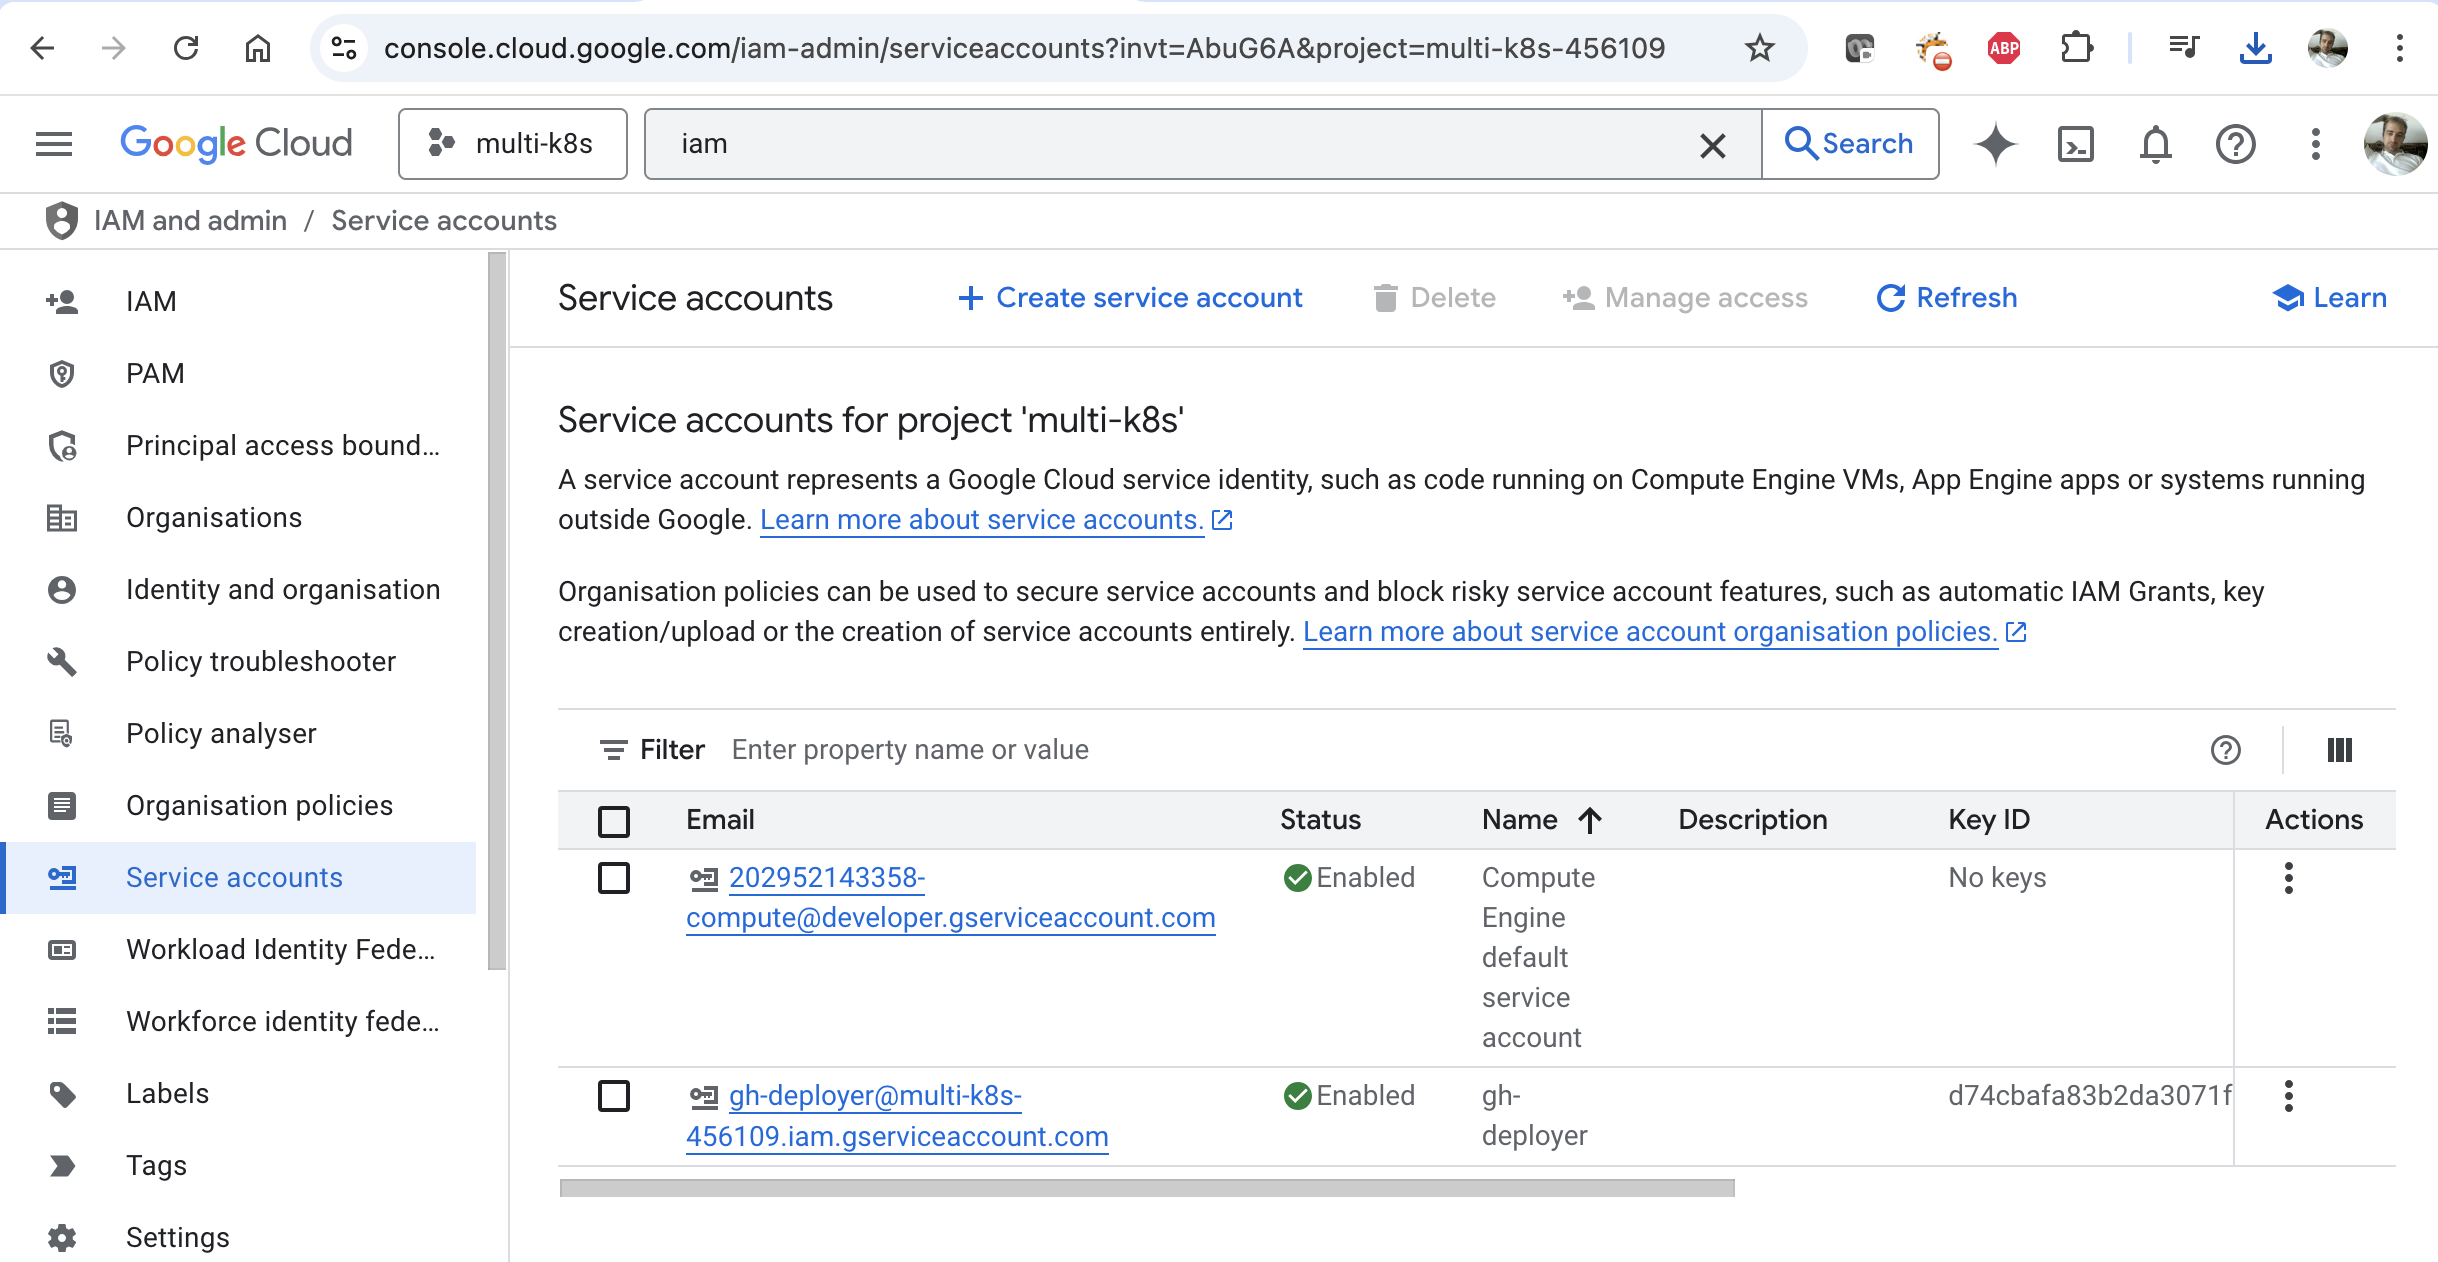 console.cloud.google.com/iam-admin/serviceaccounts?invt=AbuG6A&project=multi-k8s-456109
ABP
Google Cloud
multi-k8s
iam
Search
IAM and admin / Service accounts
IAM
PAM
Principal access bound...
Organisations
Identity and organisation
Policy troubleshooter
Policy analyser
Organisation policies
Service accounts
Workload Identity Fede...
Workforce identity fede...
Labels
Tags
Settings
Service accounts
Create service account
Delete
Manage access
Refresh
Learn
Service accounts for project 'multi-k8s'
A service account represents a Google Cloud service identity, such as code running on Compute Engine VMs, App Engine apps or systems running
outside Google. Learn more about service accounts.
Organisation policies can be used to secure service accounts and block risky service account features, such as automatic IAM Grants, key
creation/upload or the creation of service accounts entirely. Learn more about service account organisation policies.
Filter Enter property name or value
Email Status Name Description Key ID Actions
202952143358- Enabled Compute No keys
compute@developer.gserviceaccount.com Engine
default
service
account
gh-deployer@multi-k8s- Enabled gh- d74cbafa83b2da3071f
456109.iam.gserviceaccount.com deployer